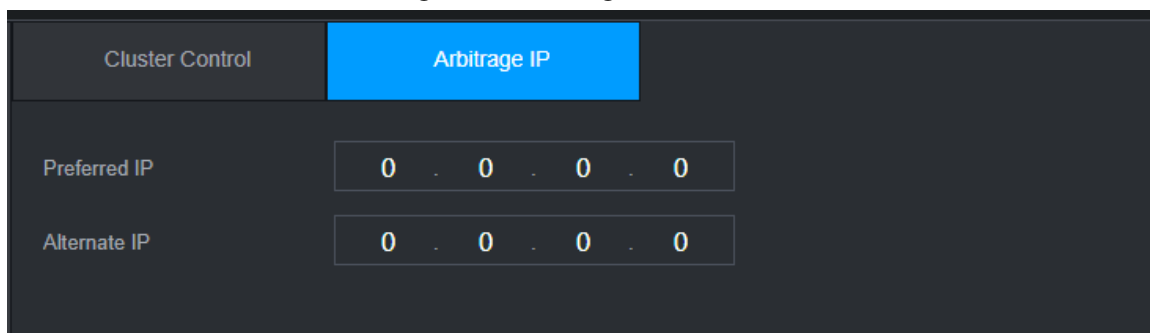 Cluster Control Arbitrage IP
Preferred IP 0 . 0 . 0 . 0
Alternate IP 0 . 0 . 0 . 0